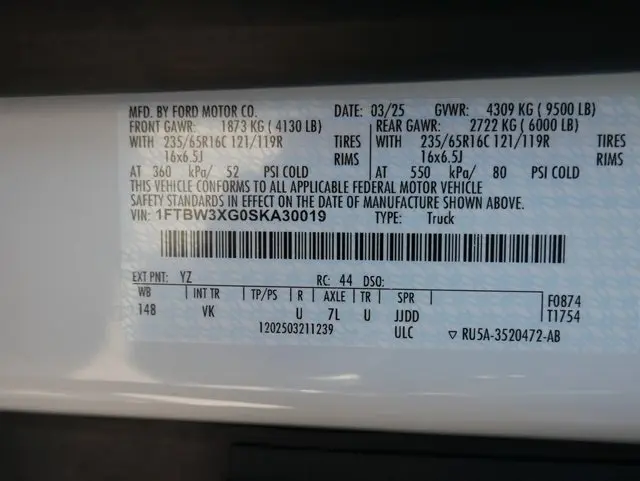 MFD. BY FORD MOTOR CO. DATE: 03/25 GVWR: 4309 KG ( 9500 LB)
FRONT GAWR: 1873 KG ( 4130 LB) REAR GAWR: 2722 KG ( 6000 LB)
WITH 235/65R16C 121/119R TIRES WITH 235/65R16C 121/119R TIRES
16x6.5J RIMS 16x6.5J RIMS
AT 360 kPa/ 52 PSI COLD AT 550 kPa/ 80 PSI COLD
THIS VEHICLE CONFORMS TO ALL APPLICABLE FEDERAL MOTOR VEHICLE
SAFETY STANDARDS IN EFFECT ON THE DATE OF MANUFACTURE SHOWN ABOVE.
VIN: 1FTBW3XG0SKA30019 TYPE: Truck
EXT PNT: YZ RC: 44 DSO:
WB INT TR TP/PS R AXLE TR SPR F0874
148 VK U 7L U JJDD T1754
1202503211239 ULC ▽ RU5A-3520472-AB